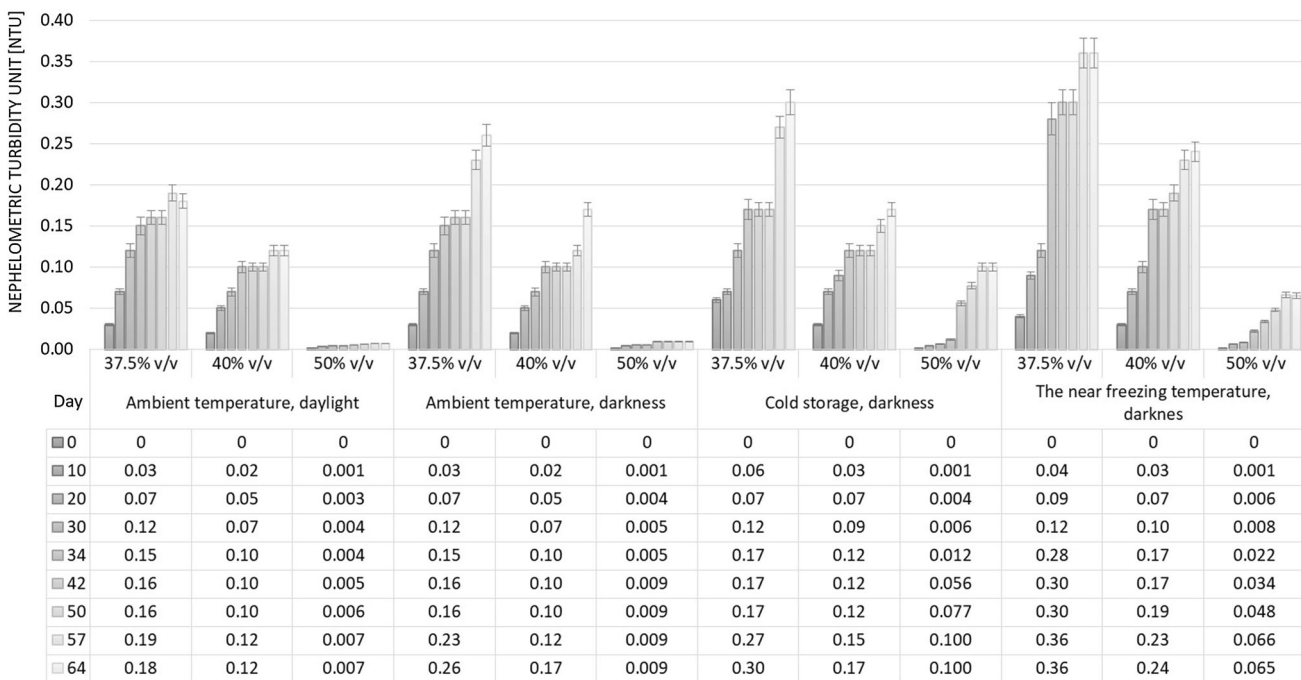 NEPHELOMETRIC TURBIDITY UNIT [NTU]
0.40
0.35
0.30
0.25
0.20
0.15
0.10
0.05
0.00
37.5% v/v 40% v/v 50% v/v 37.5% v/v 40% v/v 50% v/v 37.5% v/v 40% v/v 50% v/v 37.5% v/v 40% v/v 50% v/v
Day Ambient temperature, daylight Ambient temperature, darkness Cold storage, darkness The near freezing temperature,
darknes
0 0 0 0 0 0 0 0 0 0 0 0 0
10 0.03 0.02 0.001 0.03 0.02 0.001 0.06 0.03 0.001 0.04 0.03 0.001
20 0.07 0.05 0.003 0.07 0.05 0.004 0.07 0.07 0.004 0.09 0.07 0.006
30 0.12 0.07 0.004 0.12 0.07 0.005 0.12 0.09 0.006 0.12 0.10 0.008
34 0.15 0.10 0.004 0.15 0.10 0.005 0.17 0.12 0.012 0.28 0.17 0.022
42 0.16 0.10 0.005 0.16 0.10 0.009 0.17 0.12 0.056 0.30 0.17 0.034
50 0.16 0.10 0.006 0.16 0.10 0.009 0.17 0.12 0.077 0.30 0.19 0.048
57 0.19 0.12 0.007 0.23 0.12 0.009 0.27 0.15 0.100 0.36 0.23 0.066
64 0.18 0.12 0.007 0.26 0.17 0.009 0.30 0.17 0.100 0.36 0.24 0.065